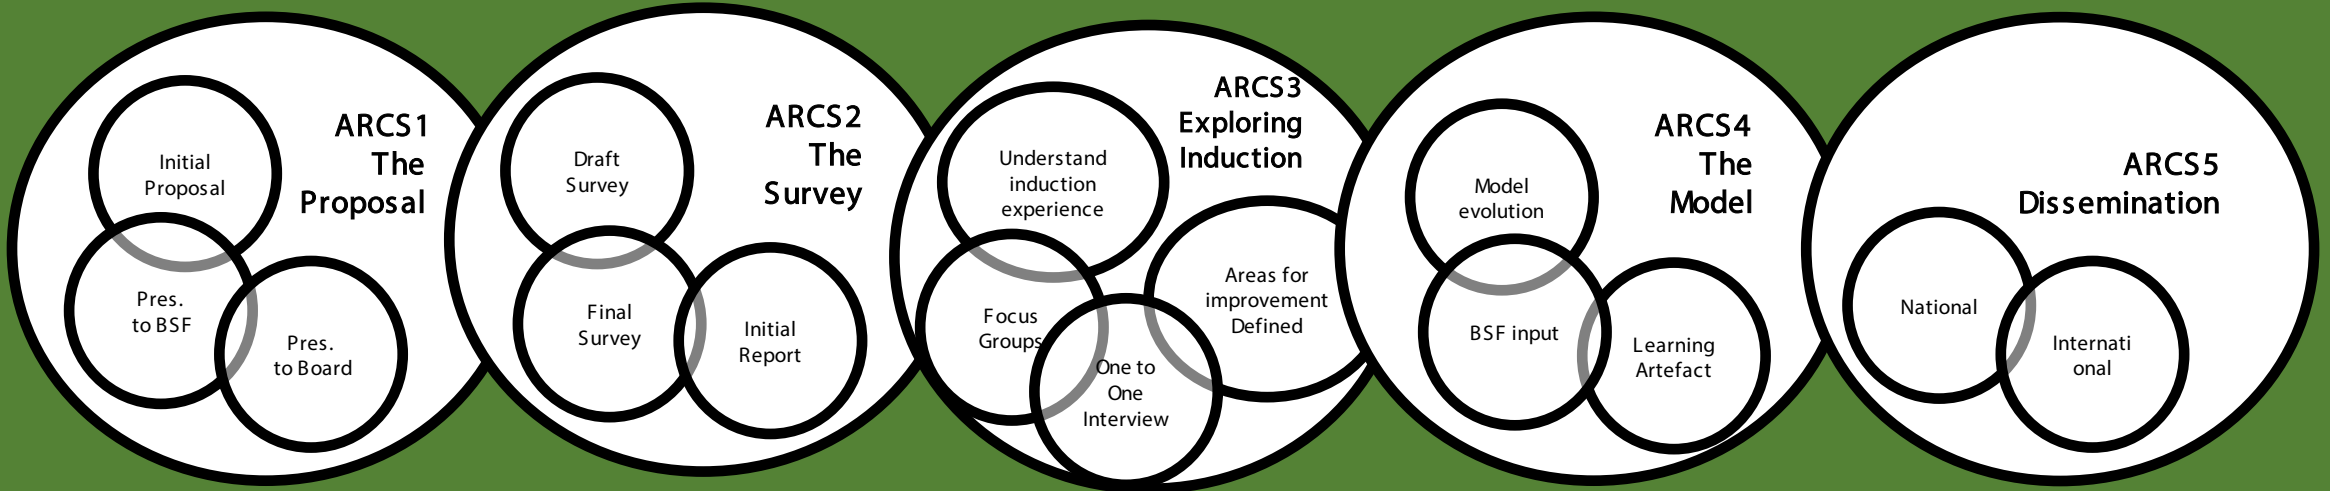 ARCS1
The
Proposal
Initial
Proposal
Pres.
to BSF
Pres.
to Board
ARCS2
The
Survey
Draft
Survey
Final
Survey
Initial
Report
ARCS3
Exploring
Induction
Understand
induction
experience
Focus
Groups
One to
One
Interview
Areas for
improvement
Defined
ARCS4
The
Model
Model
evolution
BSF input
Learning
Artefact
ARCS5
Dissemination
National
Internati
onal